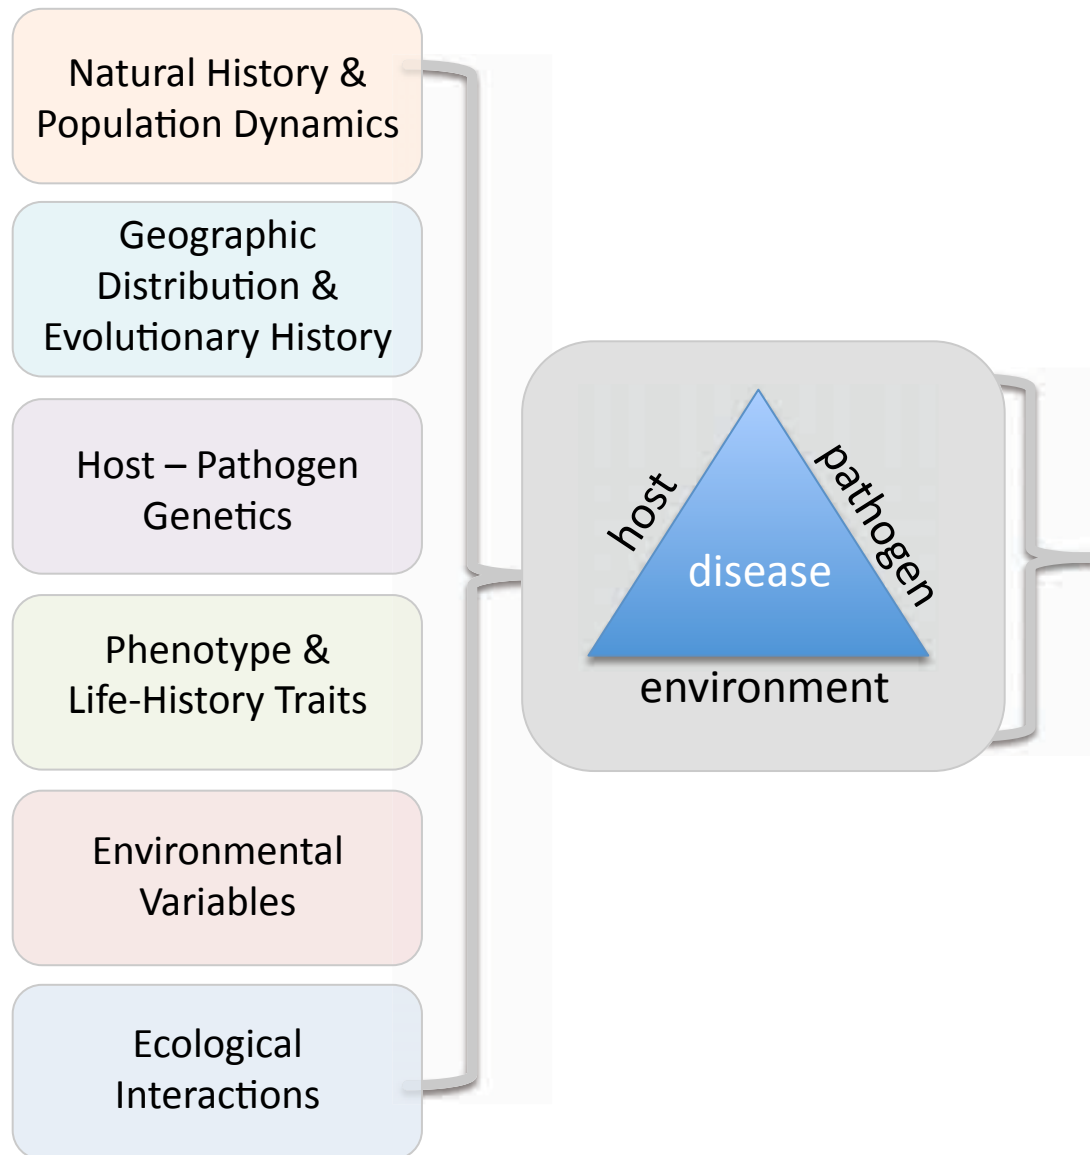 Natural History &
Population Dynamics
Geographic
Distribution &
Evolutionary History
Host – Pathogen
Genetics
Phenotype &
Life-History Traits
Environmental
Variables
Ecological
Interactions
host
pathogen
disease
environment